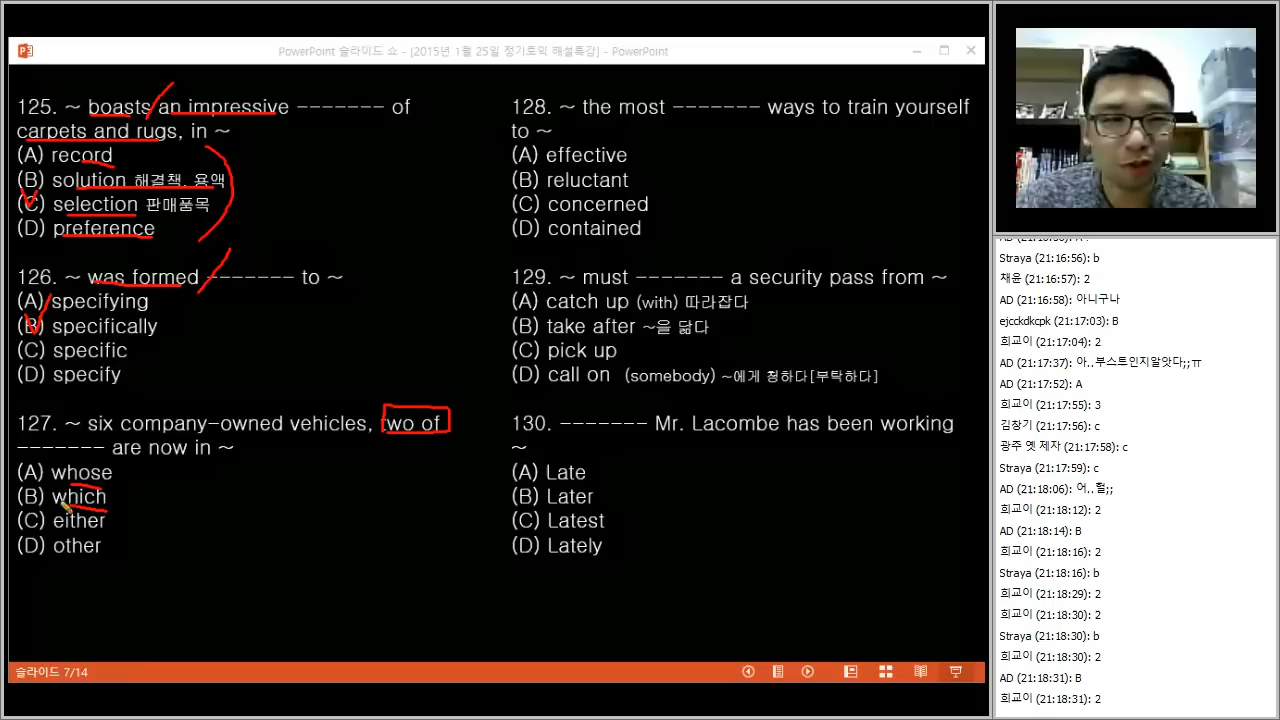 PowerPoint 슬라이드 쇼 - [2015년 1월 25일 정기토익 해설특강] - PowerPoint
125. ~ boasts an impressive ------- of
carpets and rugs, in ~
(A) record
(B) solution 해결책, 용액
(C) selection 판매품목
(D) preference
126. ~ was formed ------- to ~
(A) specifying
(B) specifically
(C) specific
(D) specify
127. ~ six company-owned vehicles, two of
------- are now in ~
(A) whose
(B) which
(C) either
(D) other
128. ~ the most ------- ways to train yourself
to ~
(A) effective
(B) reluctant
(C) concerned
(D) contained
129. ~ must ------- a security pass from ~
(A) catch up (with) 따라잡다
(B) take after ~을 닮다
(C) pick up
(D) call on (somebody) ~에게 청하다[부탁하다]
130. ------- Mr. Lacombe has been working
~
(A) Late
(B) Later
(C) Latest
(D) Lately
슬라이드 7/14
Straya (21:16:56): b
채윤 (21:16:57): 2
AD (21:16:58): 아니구나
ejcckdkcpk (21:17:03): B
희교이 (21:17:04): 2
AD (21:17:37): 아..부스트인지알앗다;;ㅠ
AD (21:17:52): A
희교이 (21:17:55): 3
김창기 (21:17:56): c
광주 옛 제자 (21:17:58): c
Straya (21:17:59): c
AD (21:18:06): 어..헐;;
희교이 (21:18:12): 2
AD (21:18:14): B
희교이 (21:18:16): 2
Straya (21:18:16): b
희교이 (21:18:29): 2
희교이 (21:18:30): 2
Straya (21:18:30): b
희교이 (21:18:30): 2
AD (21:18:31): B
희교이 (21:18:31): 2